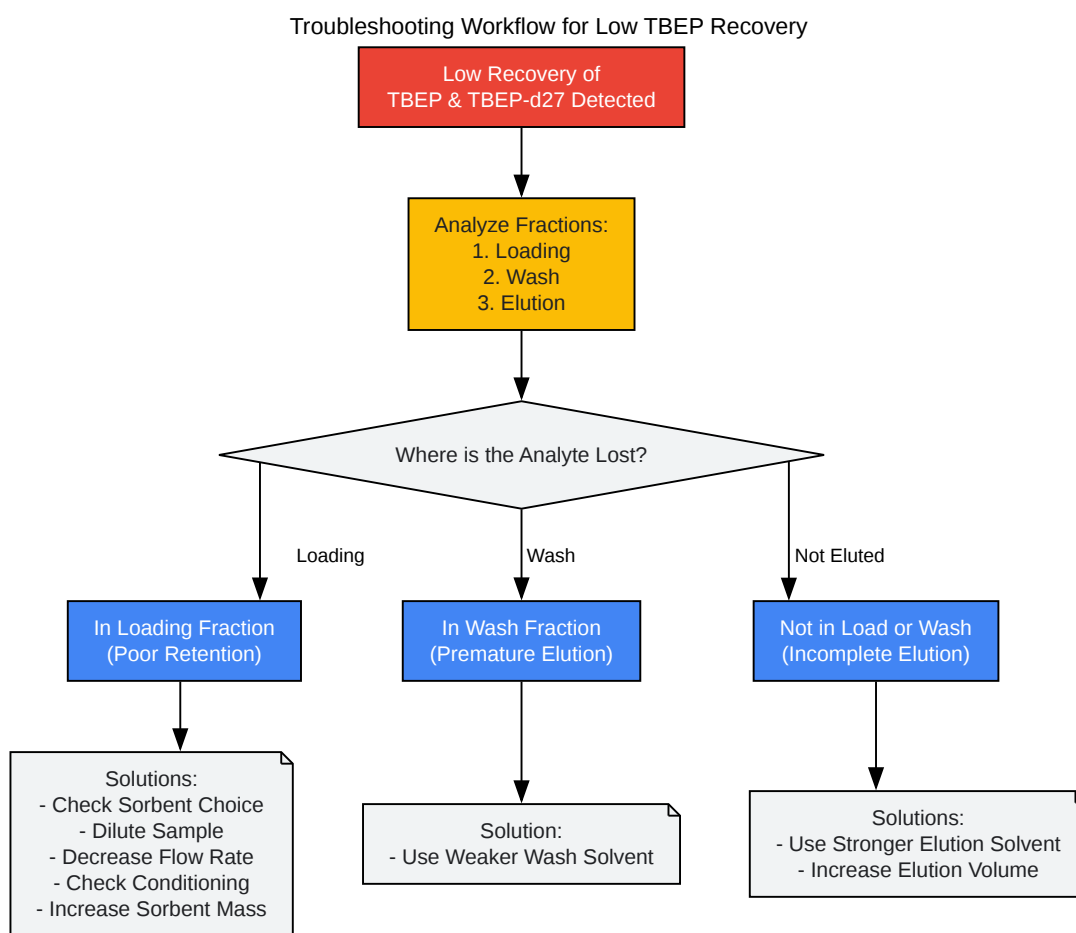 Troubleshooting Workflow for Low TBEP Recovery
Low Recovery of
TBEP & TBEP-d27 Detected
Analyze Fractions:
1. Loading
2. Wash
3. Elution
Where is the Analyte Lost?
Loading
Wash
Not Eluted
In Loading Fraction
(Poor Retention)
In Wash Fraction
(Premature Elution)
Not in Load or Wash
(Incomplete Elution)
Solutions:
- Check Sorbent Choice
- Dilute Sample
- Decrease Flow Rate
- Check Conditioning
- Increase Sorbent Mass
Solution:
- Use Weaker Wash Solvent
Solutions:
- Use Stronger Elution Solvent
- Increase Elution Volume